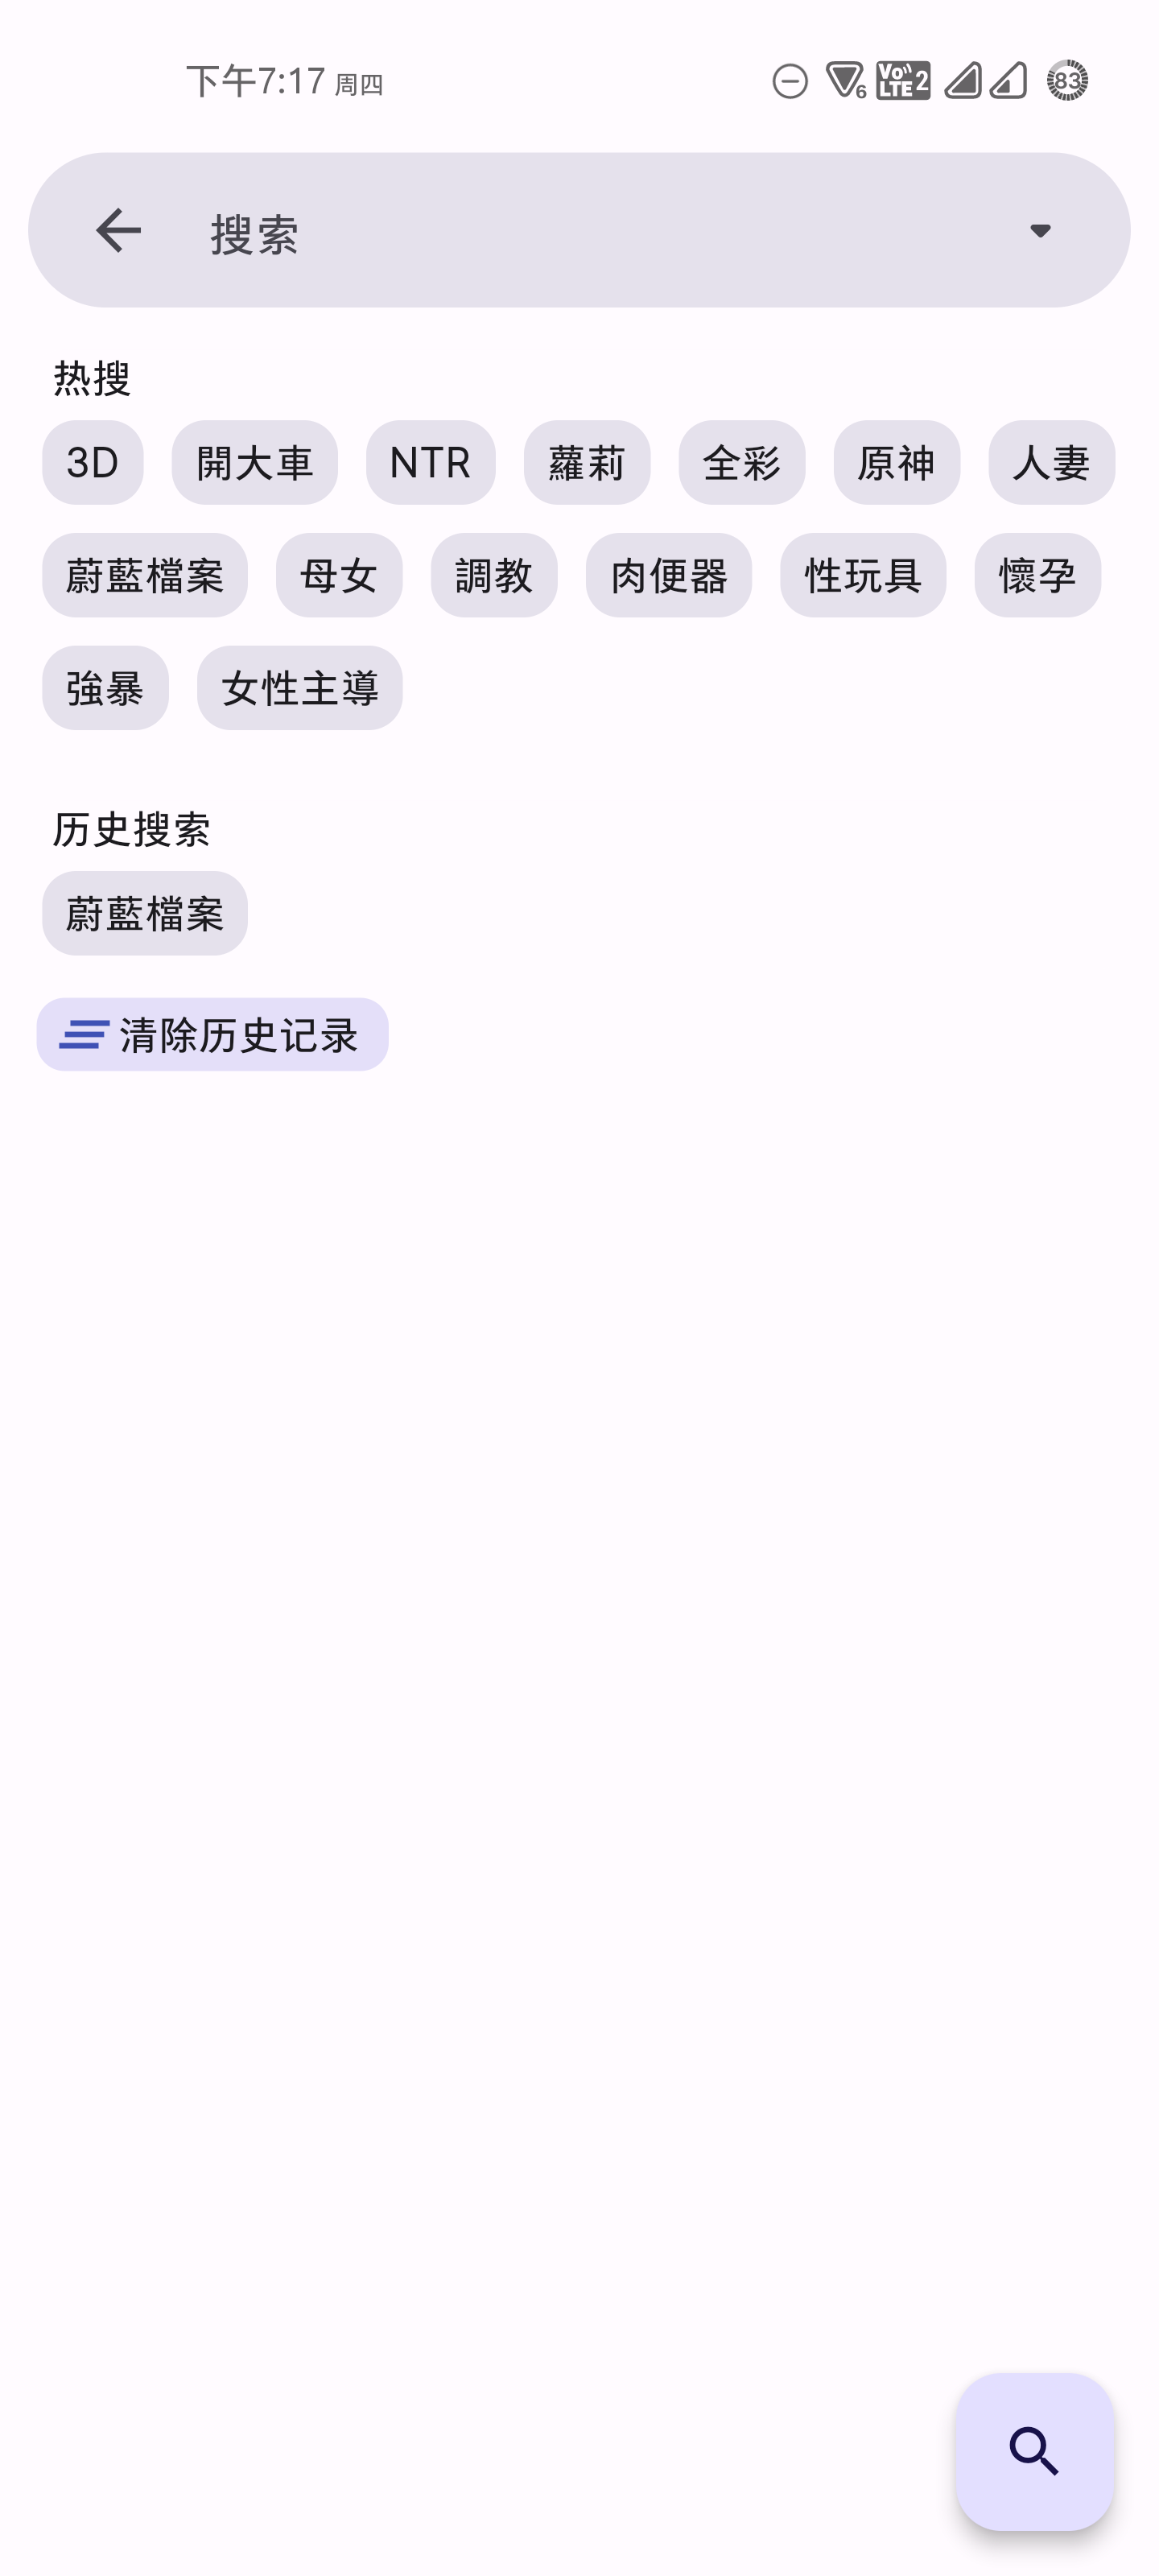 下午7:17 周四 6 Vo LTE 2 83
搜索
热搜
3D 開大車 NTR 蘿莉 全彩 原神 人妻
蔚藍檔案 母女 調教 肉便器 性玩具 懷孕
強暴 女性主導
历史搜索
蔚藍檔案
清除历史记录